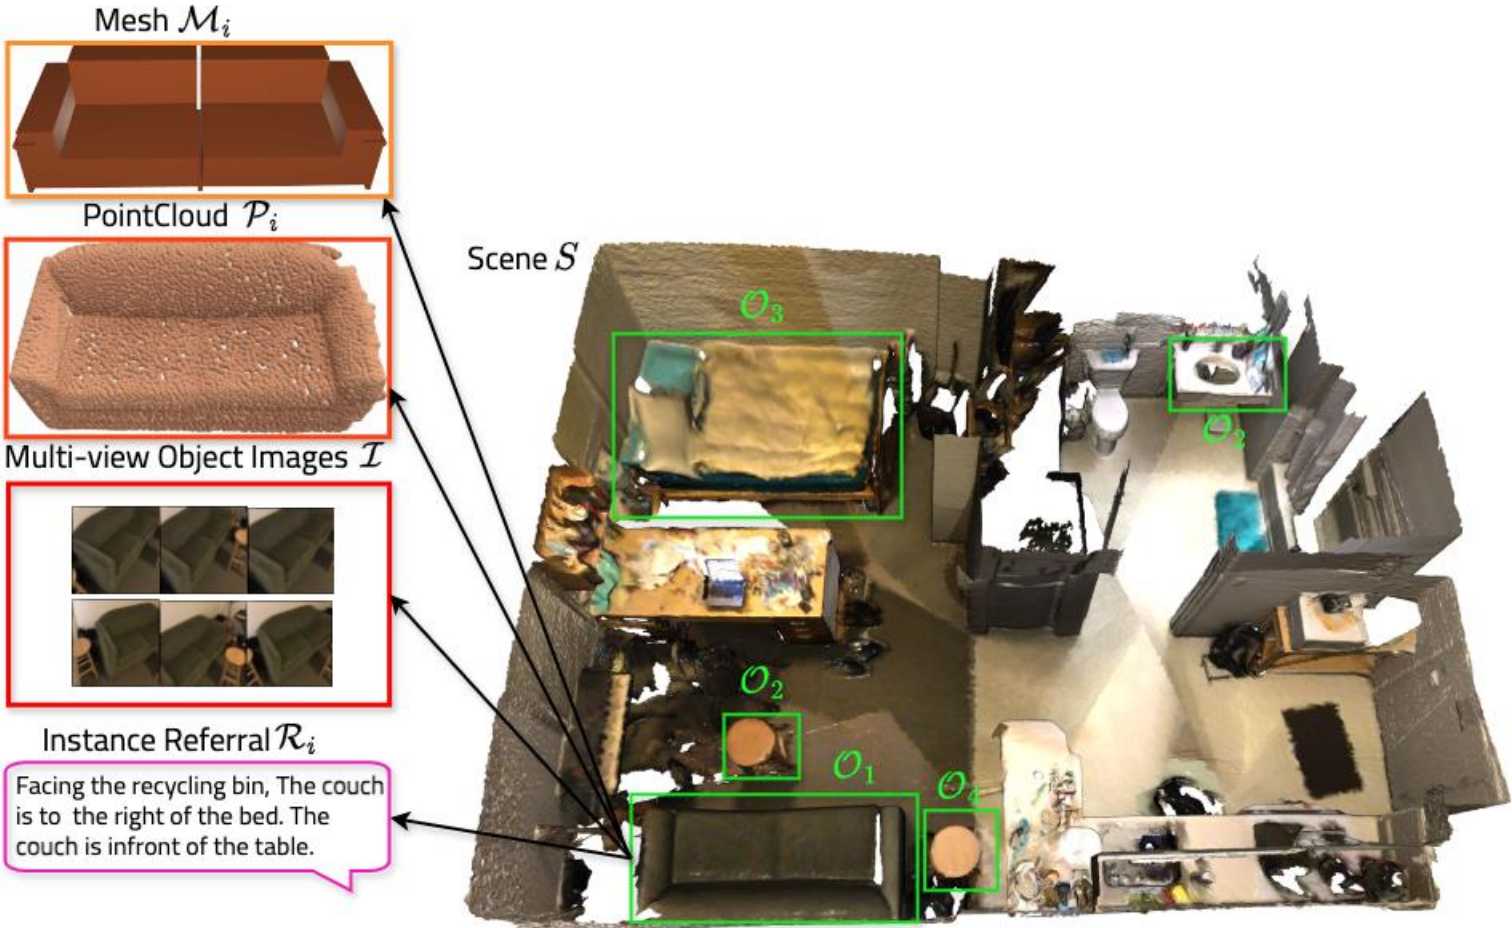 Mesh 𝓜ᵢ
PointCloud 𝓟ᵢ
Multi-view Object Images 𝓘
Instance Referral 𝓡ᵢ
Facing the recycling bin, The couch
is to the right of the bed. The
couch is infront of the table.
Scene S
𝒪₃
𝒪₂
𝒪₂
𝒪₁
𝒪₄